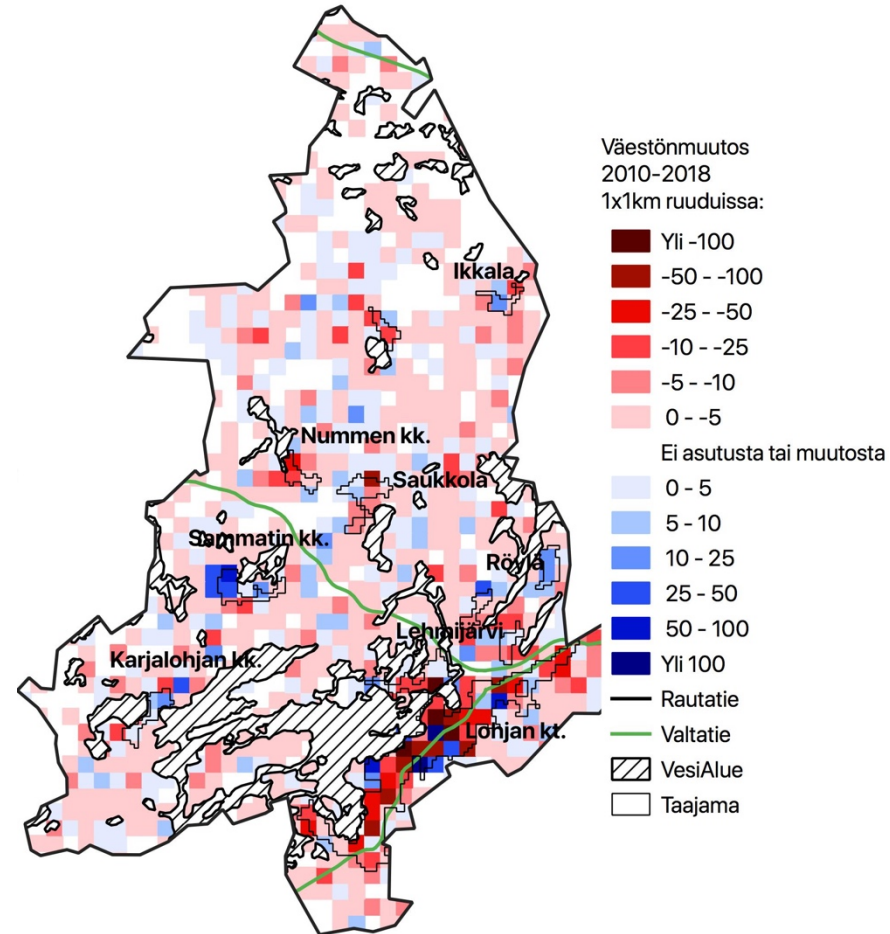 Väestönmuutos
2010-2018
1x1km ruuduissa:
Yli -100
-50 - -100
-25 - -50
-10 - -25
-5 - -10
0 - -5
Ei asutusta tai muutosta
0 - 5
5 - 10
10 - 25
25 - 50
50 - 100
Yli 100
Rautatie
Valtatie
VesiAlue
Taajama
Ikkala
Nummen kk.
Saukkola
Sammatin kk.
Röylä
Lehmijärvi
Karjalohjan kk.
Lohjan kt.